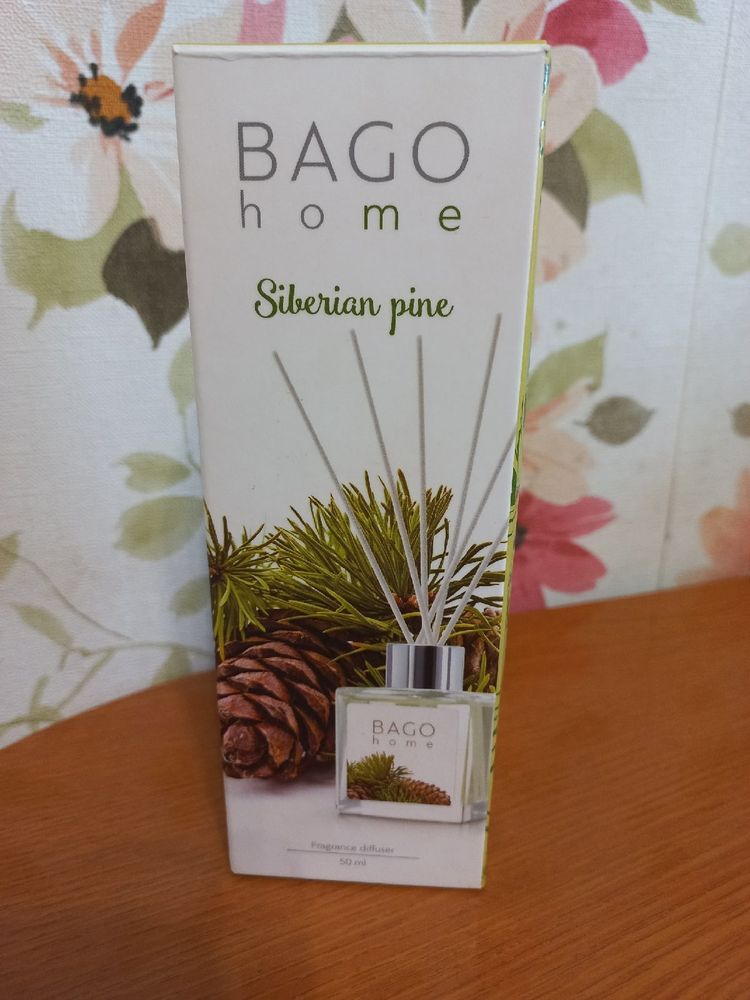 BAGO
home
Siberian pine
BAGO
home
Fragrance diffuser
50 ml